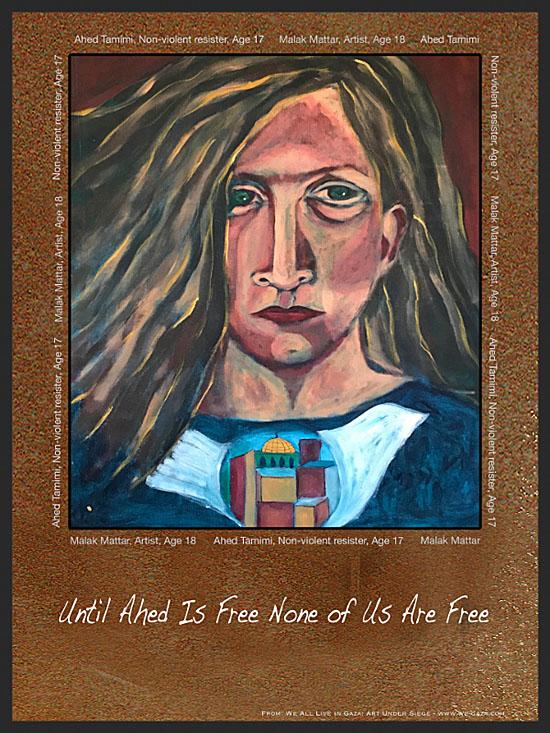 Ahed Tamimi, Non-violent resister, Age 17 Malak Mattar, Artist, Age 18 Ahed Tamimi
Non-violent resister, Age 17 Malak Mattar, Artist, Age 18 Ahed Tamimi, Non-violent resister, Age 17
Malak Mattar, Artist, Age 18 Ahed Tamimi, Non-violent resister, Age 17 Malak Mattar
Ahed Tamimi, Non-violent resister, Age 17 Malak Mattar, Artist, Age 18 Non-violent resister, Age 17
Until Ahed Is Free None of Us Are Free
From: We All Live in Gaza: Art Under Siege - www.we-gaza.com